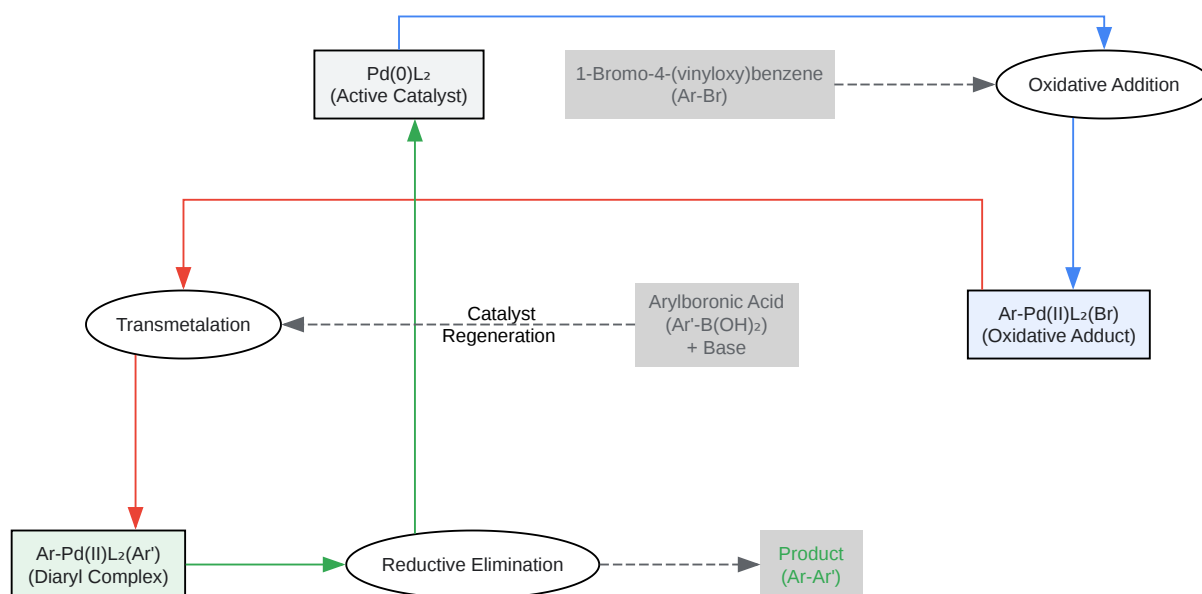 Pd(0)L₂
(Active Catalyst)
1-Bromo-4-(vinyloxy)benzene
(Ar-Br)
Oxidative Addition
Transmetalation
Catalyst
Regeneration
Arylboronic Acid
(Ar'-B(OH)₂)
+ Base
Ar-Pd(II)L₂(Br)
(Oxidative Adduct)
Ar-Pd(II)L₂(Ar')
(Diaryl Complex)
Reductive Elimination
Product
(Ar-Ar')